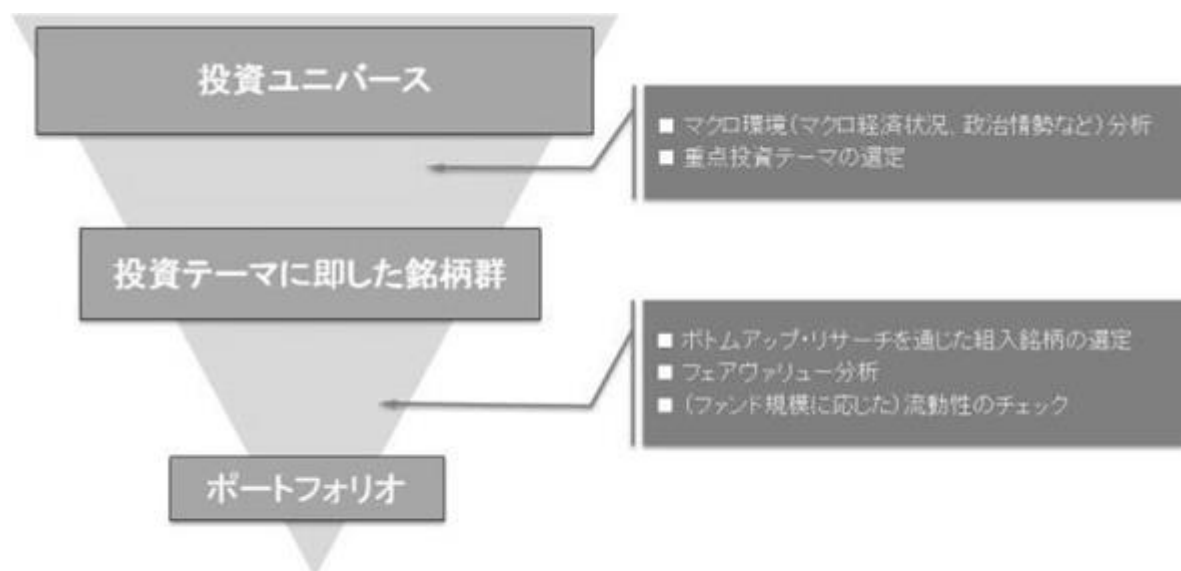 投資ユニバース
■ マクロ環境（マクロ経済状況、政治情勢など）分析
■ 重点投資テーマの選定
投資テーマに即した銘柄群
■ ボトムアップ・リサーチを通じた組入銘柄の選定
■ フェアヴァリュー分析
■ （ファンド規模に応じた）流動性のチェック
ポートフォリオ